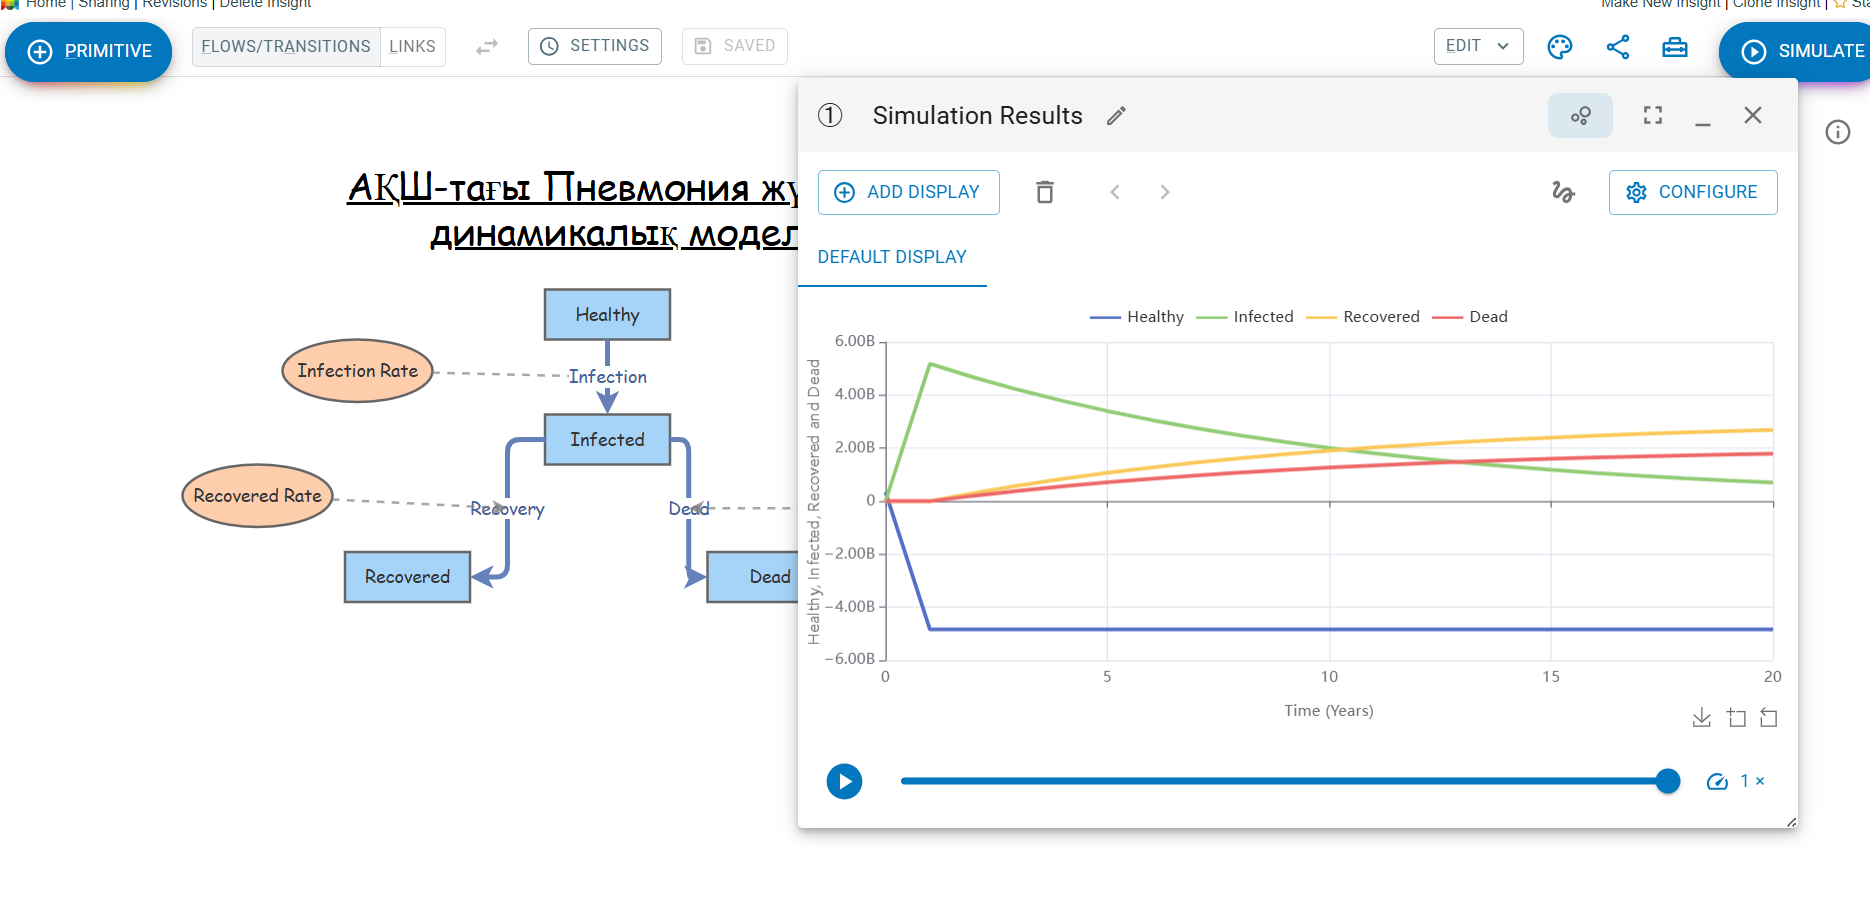 Home | Sharing | Revisions | Delete Insight
Make New Insight | Clone Insight |
PRIMITIVE
FLOWS/TRANSITIONS
LINKS
SETTINGS
SAVED
EDIT
SIMULATE
АҚШ-тағы Пневмония
динамикалық
Healthy
Infection Rate
Infection
Infected
Recovered Rate
Recovery
Dead
Recovered
Dead
1
Simulation Results
ADD DISPLAY
CONFIGURE
DEFAULT DISPLAY
Healthy
Infected
Recovered
Dead
Healthy, Infected, Recovered and Dead
6.00B
4.00B
2.00B
0
−2.00B
−4.00B
−6.00B
0
5
10
15
20
Time (Years)
1 ×